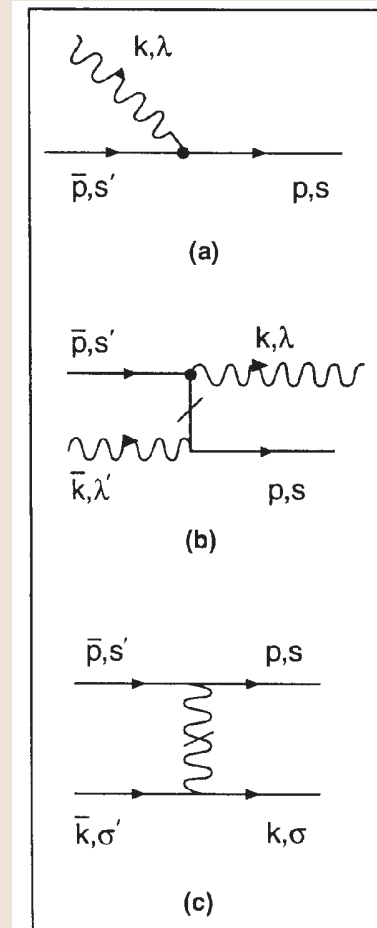 k,λ
p̄,s′ p,s
(a)
p̄,s′ k,λ
k̄,λ′ p,s
(b)
p̄,s′ p,s
k̄,σ′ k,σ
(c)